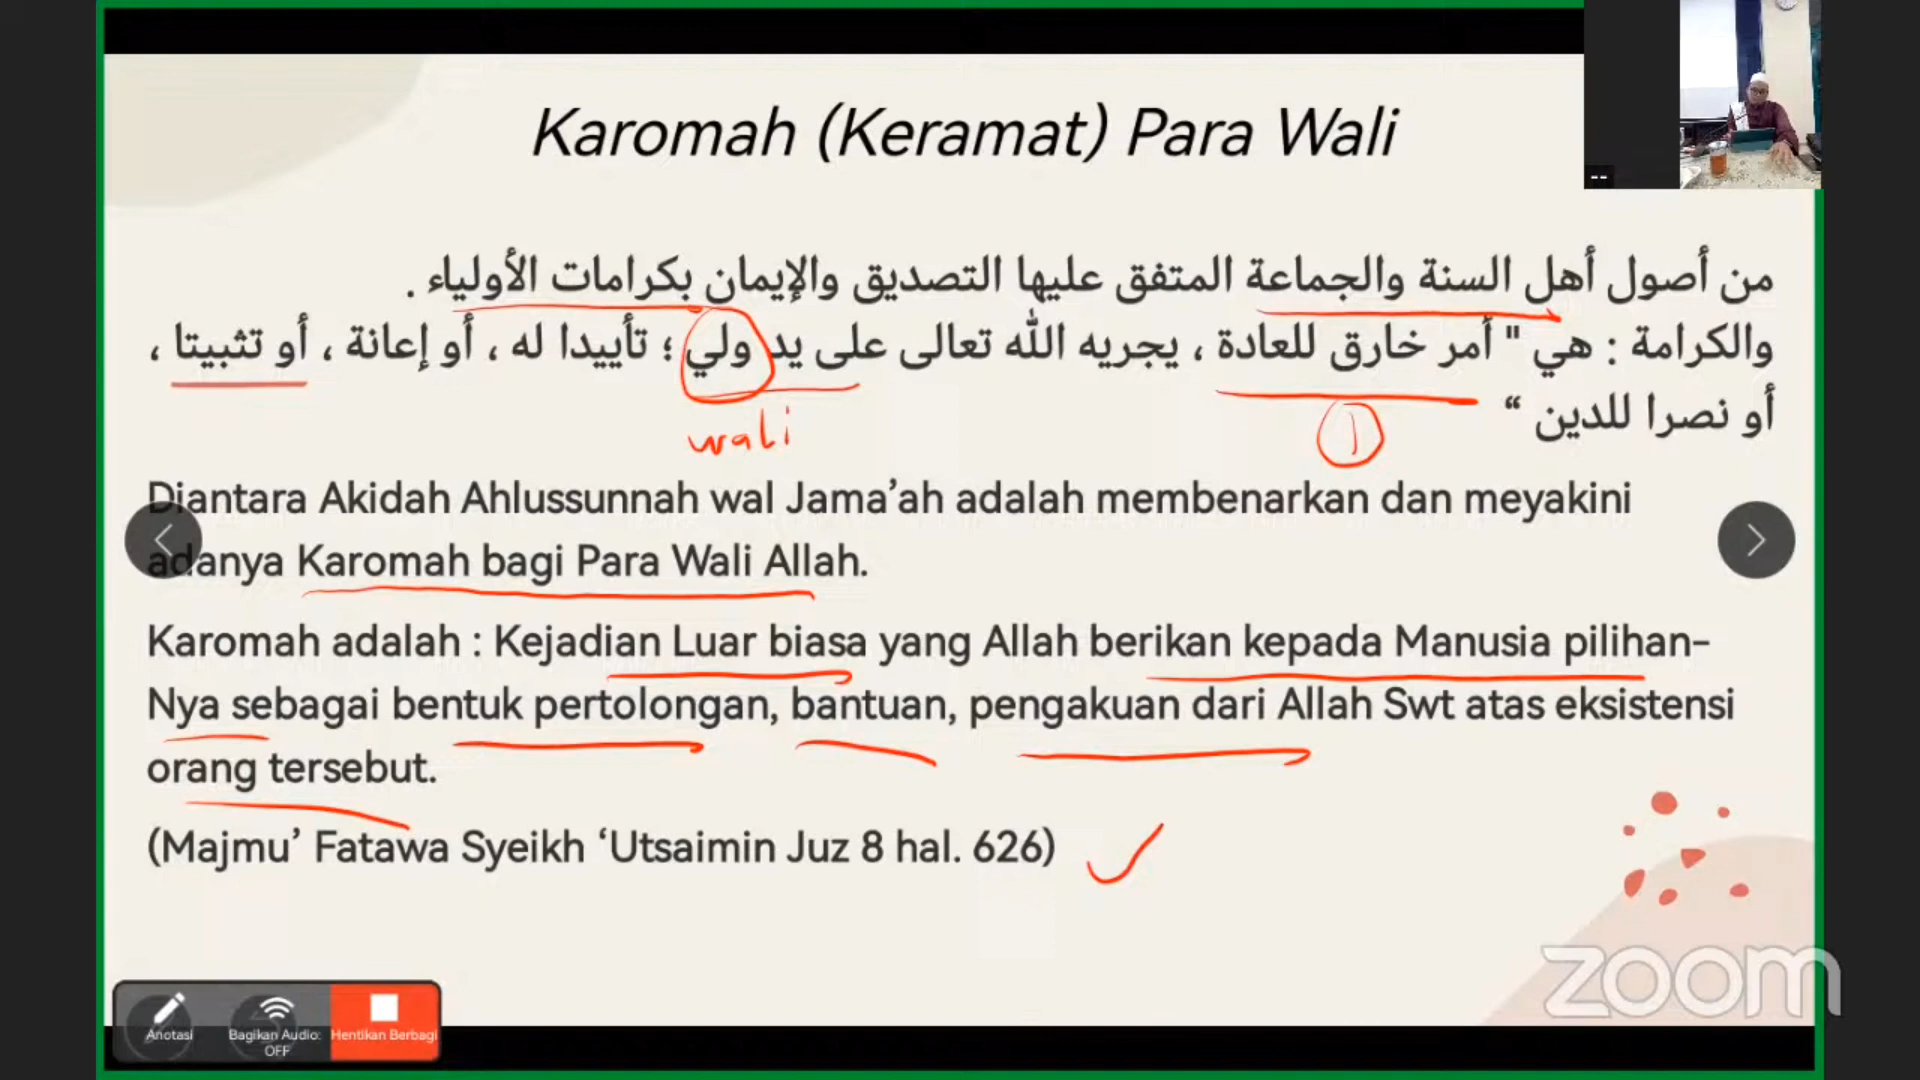 Karomah (Keramat) Para Wali
--
من أصول أهل السنة والجماعة المتفق عليها التصديق والإيمان بكرامات الأولياء .
والكرامة : هي " أمر خارق للعادة ، يجريه الله تعالى على يد ولي ؛ تأييدا له ، أو إعانة ، أو تثبيتا ،
أو نصرا للدين “
1
wali
Diantara Akidah Ahlussunnah wal Jama’ah adalah membenarkan dan meyakini
adanya Karomah bagi Para Wali Allah.
Karomah adalah : Kejadian Luar biasa yang Allah berikan kepada Manusia pilihan-
Nya sebagai bentuk pertolongan, bantuan, pengakuan dari Allah Swt atas eksistensi
orang tersebut.
(Majmu’ Fatawa Syeikh ‘Utsaimin Juz 8 hal. 626)
zoom
Anotasi
Bagikan Audio:
OFF
Hentikan Berbagi